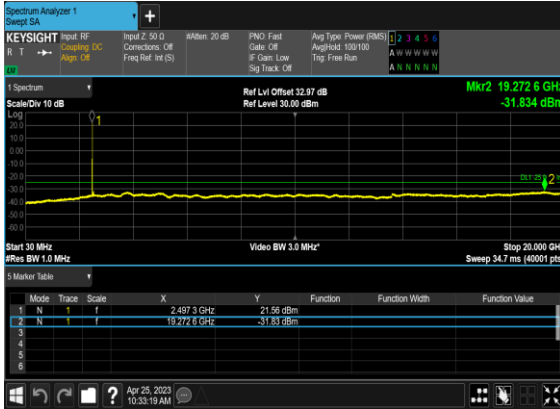 Spectrum Analyzer 1
Swept SA
+
KEYSIGHT Input: RF Input Z: 50 Ω #Atten: 20 dB PNO: Fast Avg Type: Power (RMS) 1 2 3 4 5 6
R T Coupling: DC Corrections: Off Gate: Off Avg|Hold: 100/100 A W W W W W
Align: Off Freq Ref: Int (S) IF Gain: Low Trig: Free Run
Sig Track: Off A N N N N N
1 Spectrum
Ref Lvl Offset 32.97 dB Mkr2 19.272 6 GHz
Scale/Div 10 dB Ref Level 30.00 dBm -31.834 dBm
Log
1
20.0
10.0
0.00
-10.0
-20.0
2
-30.0
-40.0
-50.0
-60.0
Start 30 MHz Video BW 3.0 MHz* Stop 20.000 GHz
#Res BW 1.0 MHz Sweep 34.7 ms (40001 pts)
5 Marker Table
Mode Trace Scale X Y Function Function Width Function Value
1 N 1 f 2.497 3 GHz 21.56 dBm
2 N 1 f 19.272 6 GHz -31.83 dBm
3
4
5
6
? Apr 25, 2023
10:33:19 AM